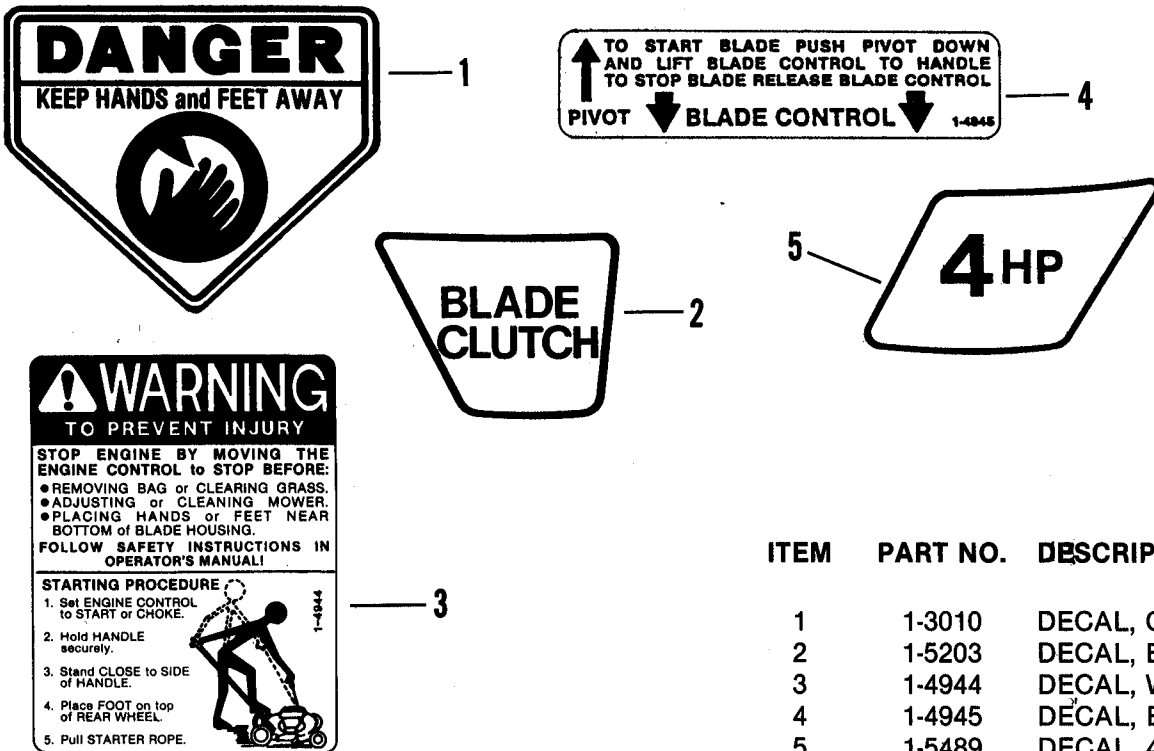 DANGER
KEEP HANDS and FEET AWAY
1
TO START BLADE PUSH PIVOT DOWN
AND LIFT BLADE CONTROL TO HANDLE
TO STOP BLADE RELEASE BLADE CONTROL
PIVOT BLADE CONTROL 1-4945
4
BLADE
CLUTCH
2
4 HP
5
WARNING
TO PREVENT INJURY
STOP ENGINE BY MOVING THE
ENGINE CONTROL to STOP BEFORE:
• REMOVING BAG or CLEARING GRASS.
• ADJUSTING or CLEANING MOWER.
• PLACING HANDS or FEET NEAR
BOTTOM of BLADE HOUSING.
FOLLOW SAFETY INSTRUCTIONS IN
OPERATOR'S MANUAL!
STARTING PROCEDURE
1. Set ENGINE CONTROL
to START or CHOKE.
2. Hold HANDLE
securely.
3. Stand CLOSE to SIDE
of HANDLE.
4. Place FOOT on top
of REAR WHEEL.
5. Pull STARTER ROPE.
1-4944
3
ITEM PART NO. DESCRIP
1 1-3010 DECAL,
2 1-5203 DECAL,
3 1-4944 DECAL,
4 1-4945 DECAL,
5 1-5489 DECAL, 4